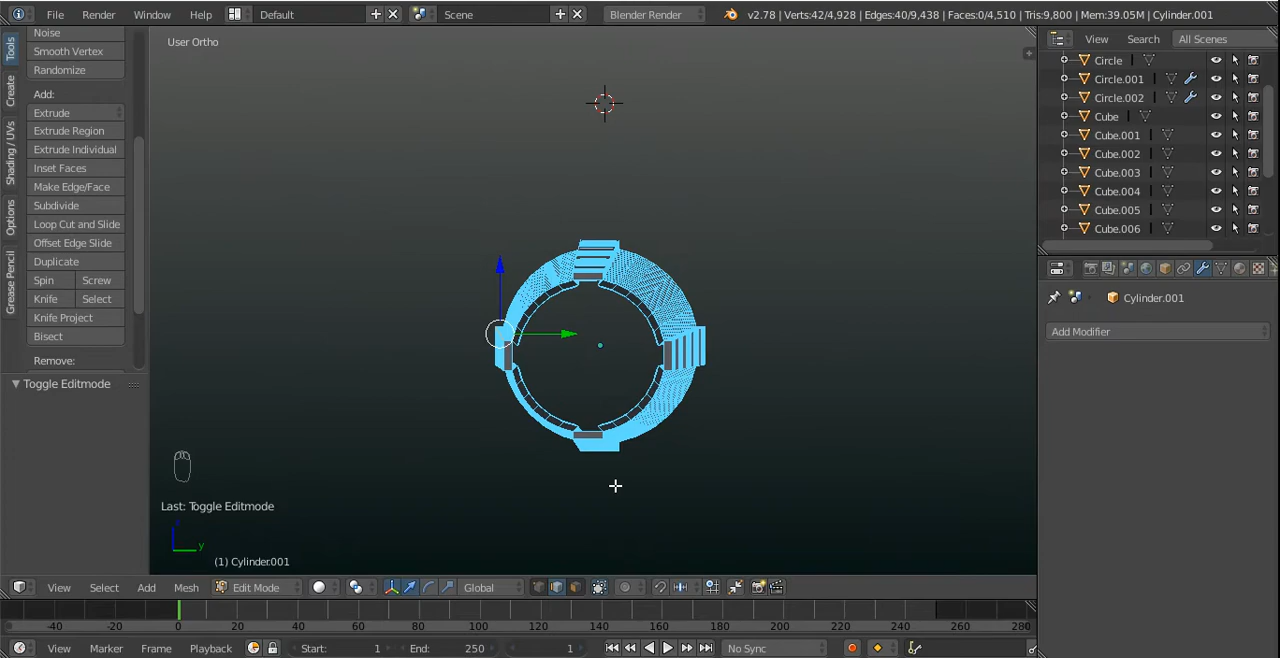 File Render Window Help Default Scene Blender Render v2.78 | Verts:42/4,928 | Edges:40/9,438 | Faces:0/4,510 | Tris:9,800 | Mem:39.05M | Cylinder.001
Tools
Create
Shading / UVs
Options
Grease Pencil
Noise
Smooth Vertex
Randomize
Add:
Extrude
Extrude Region
Extrude Individual
Inset Faces
Make Edge/Face
Subdivide
Loop Cut and Slide
Offset Edge Slide
Duplicate
Spin Screw
Knife Select
Knife Project
Bisect
Remove:
Toggle Editmode
User Ortho
Last: Toggle Editmode
y
(1) Cylinder.001
View Search All Scenes
Circle
Circle.001
Circle.002
Cube
Cube.001
Cube.002
Cube.003
Cube.004
Cube.005
Cube.006
Cylinder.001
Add Modifier
View Select Add Mesh Edit Mode Global
-40 -20 0 20 40 60 80 100 120 140 160 180 200 220 240 260 280
View Marker Frame Playback Start: 1 End: 250 1 No Sync